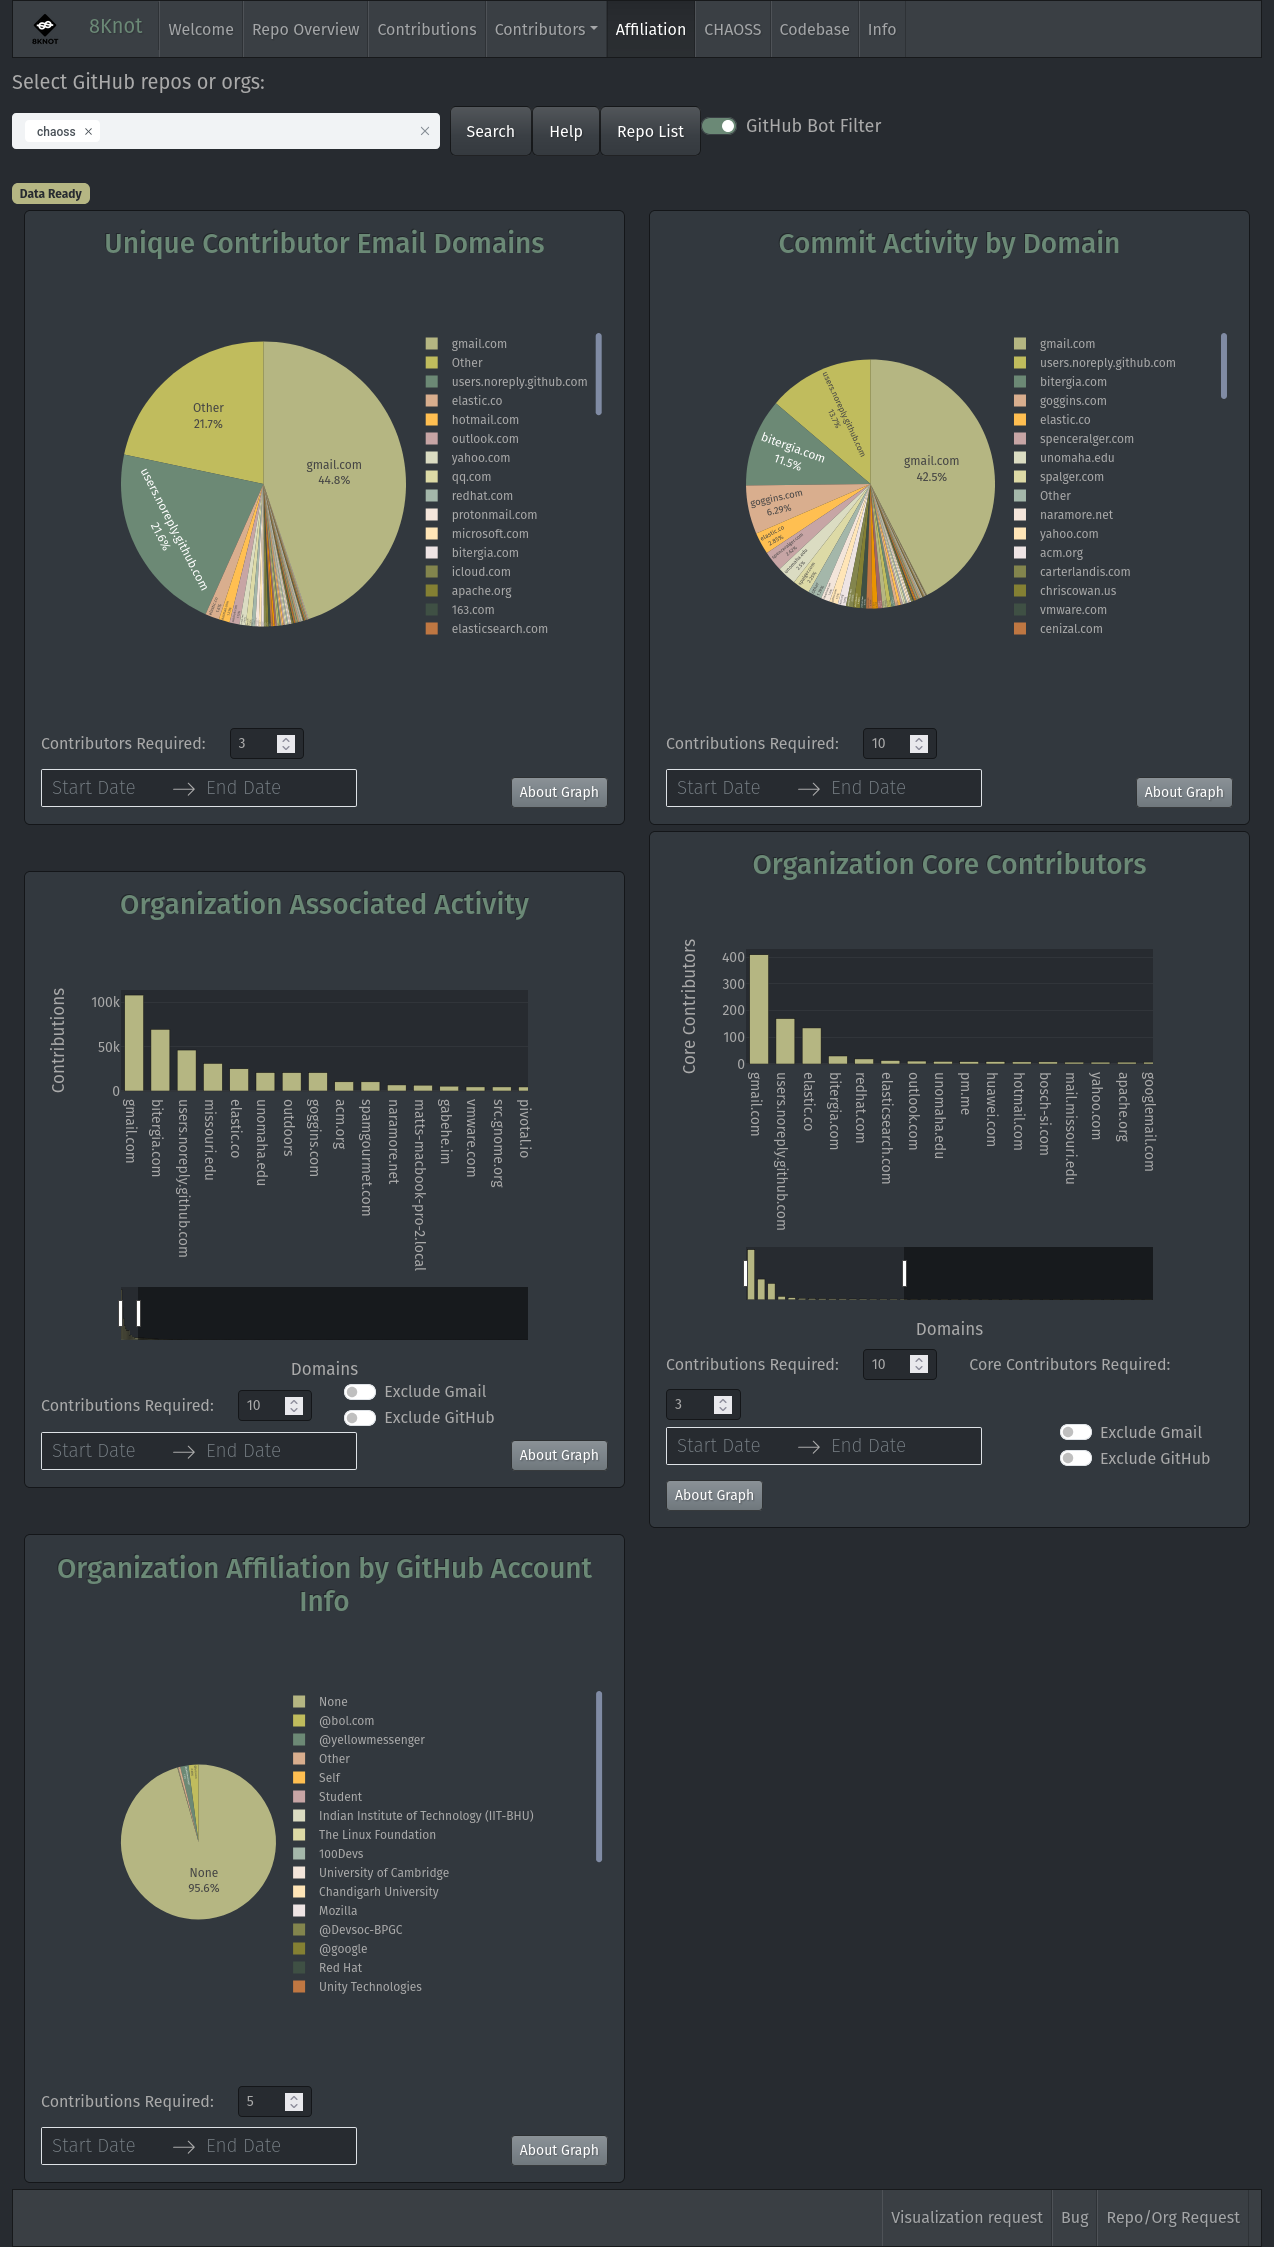 8KNOT
8Knot
Welcome
Repo Overview
Contributions
Contributors
Affiliation
CHAOSS
Codebase
Info
Select GitHub repos or orgs:
chaoss ×
×
Search
Help
Repo List
GitHub Bot Filter
Data Ready
Unique Contributor Email Domains
gmail.com
44.8%
Other
21.7%
users.noreply.github.com
21.6%
gmail.com
Other
users.noreply.github.com
elastic.co
hotmail.com
outlook.com
yahoo.com
qq.com
redhat.com
protonmail.com
microsoft.com
bitergia.com
icloud.com
apache.org
163.com
elasticsearch.com
Contributors Required:
3
Start Date → End Date
About Graph
Commit Activity by Domain
gmail.com
42.5%
users.noreply.github.com
13.7%
bitergia.com
11.5%
goggins.com
6.29%
elastic.co
2.85%
gmail.com
users.noreply.github.com
bitergia.com
goggins.com
elastic.co
spenceralger.com
unomaha.edu
spalger.com
Other
naramore.net
yahoo.com
acm.org
carterlandis.com
chriscowan.us
vmware.com
cenizal.com
Contributions Required:
10
Start Date → End Date
About Graph
Organization Associated Activity
Contributions
100k
50k
0
gmail.com
bitergia.com
users.noreply.github.com
missouri.edu
elastic.co
unomaha.edu
outdoors
goggins.com
acm.org
spamgourmet.com
naramore.net
matts-macbook-pro-2.local
gabehe.im
vmware.com
src.gnome.org
pivotal.io
Domains
Contributions Required:
10
Exclude Gmail
Exclude GitHub
Start Date → End Date
About Graph
Organization Core Contributors
Core Contributors
400
300
200
100
0
gmail.com
users.noreply.github.com
elastic.co
bitergia.com
redhat.com
elasticsearch.com
outlook.com
unomaha.edu
pm.me
huawei.com
hotmail.com
bosch-si.com
mail.missouri.edu
yahoo.com
apache.org
googlemail.com
Domains
Contributions Required:
10
Core Contributors Required:
3
Start Date → End Date
Exclude Gmail
Exclude GitHub
About Graph
Organization Affiliation by GitHub Account
Info
None
95.6%
None
@bol.com
@yellowmessenger
Other
Self
Student
Indian Institute of Technology (IIT-BHU)
The Linux Foundation
100Devs
University of Cambridge
Chandigarh University
Mozilla
@Devsoc-BPGC
@google
Red Hat
Unity Technologies
Contributions Required:
5
Start Date → End Date
About Graph
Visualization request
Bug
Repo/Org Request